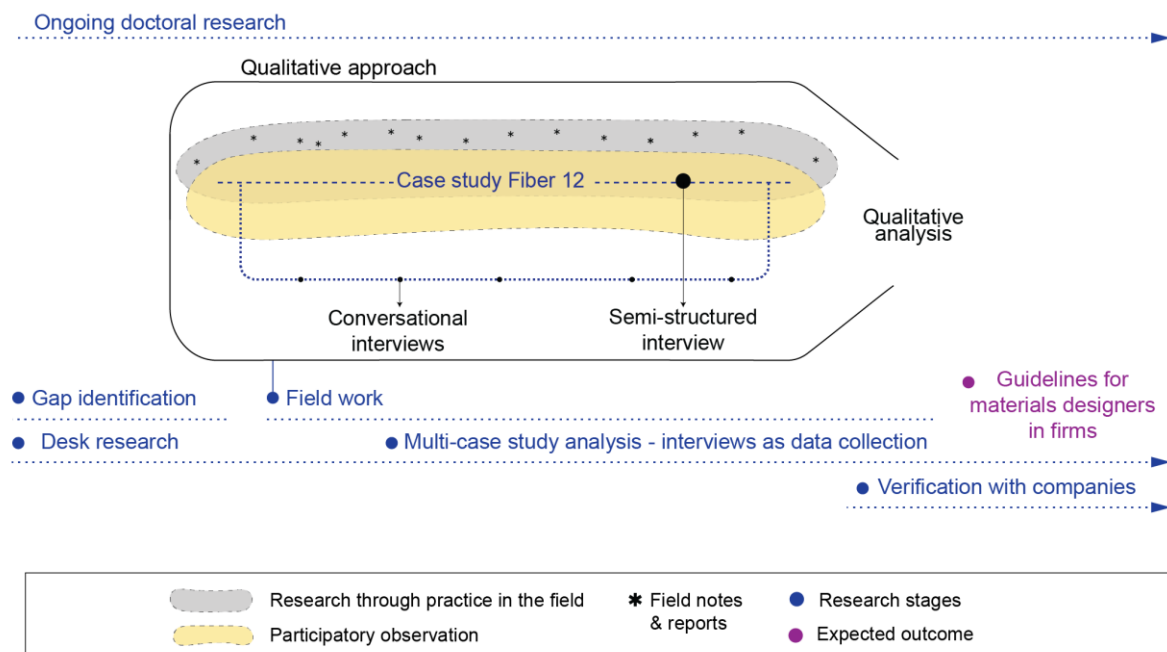 Ongoing doctoral research
Qualitative approach
Case study Fiber 12
Qualitative
analysis
Conversational
interviews
Semi-structured
interview
Gap identification
Field work
Guidelines for
materials designers
in firms
Desk research
Multi-case study analysis - interviews as data collection
Verification with companies
Research through practice in the field
Participatory observation
* Field notes
& reports
Research stages
Expected outcome